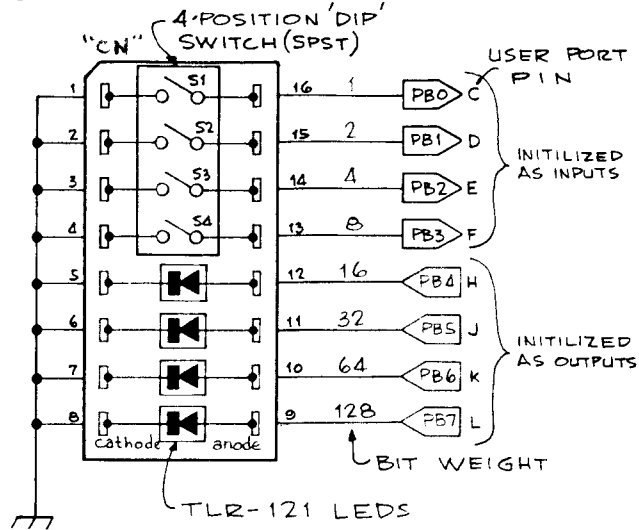 4-POSITION 'DIP'
"CN" SWITCH (SPST)
USER PORT
PIN
1 S1 16 1 PB0 C
2 S2 15 2 PB1 D
3 S3 14 4 PB2 E
4 S4 13 8 PB3 F
INITILIZED
AS INPUTS
5 12 16 PB4 H
6 11 32 PB5 J
7 10 64 PB6 K
8 9 128 PB7 L
INITILIZED
AS OUTPUTS
cathode anode
BIT WEIGHT
TLR-121 LEDS